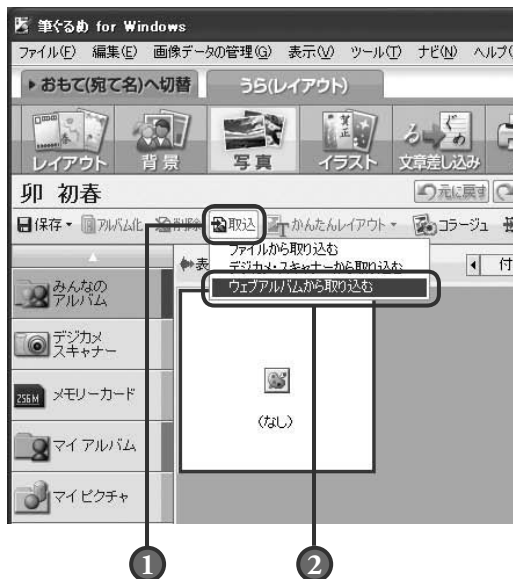 筆ぐるめ for Windows
ファイル(F) 編集(E) 画像データの管理(G) 表示(V) ツール(T) ナビ(N) ヘルプ(
おもて(宛て名)へ切替 うら(レイアウト)
レイアウト 背景 写真 イラスト 文章差し込み
卯 初春 元に戻す
保存 アルバム化 削除 取込 かんたんレイアウト コラージュ
ファイルから取り込む
デジカメ・スキャナーから取り込む
ウェブアルバムから取り込む
表 付
みんなの
アルバム
デジカメ
スキャナー
256M メモリーカード
(なし)
マイ アルバム
マイ ピクチャ
1 2